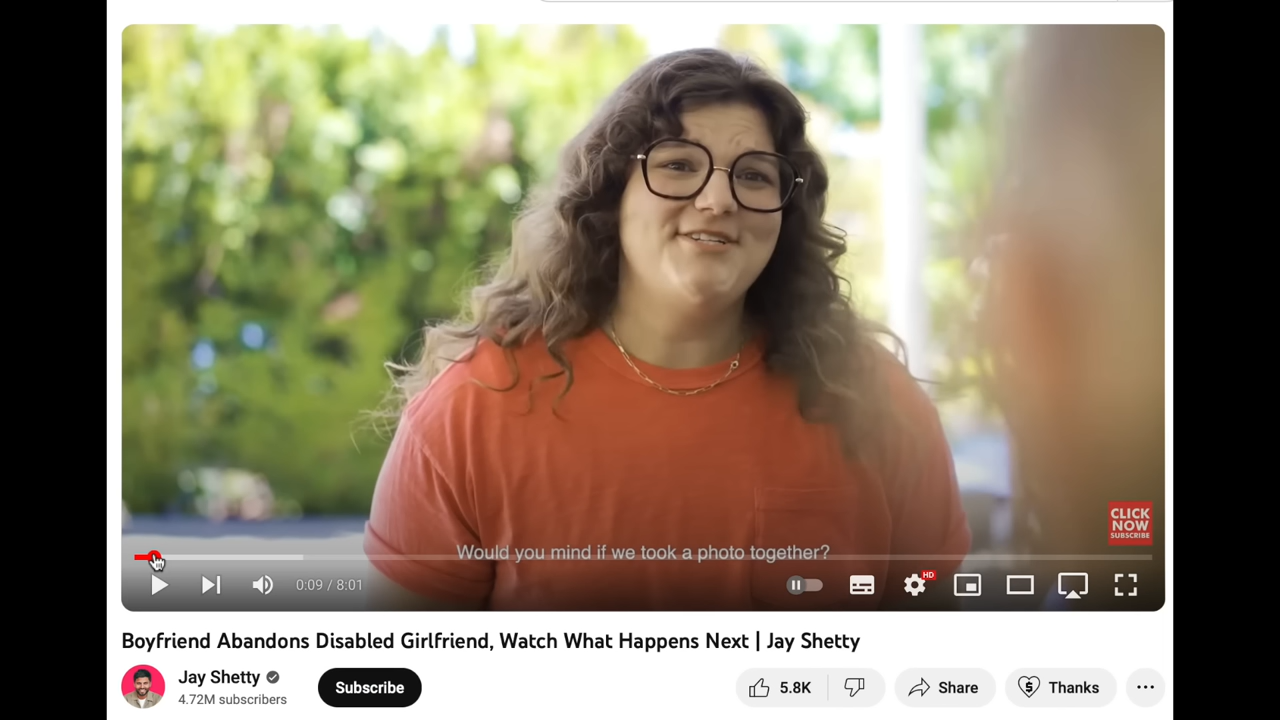 CLICK
NOW
SUBSCRIBE
Would you mind if we took a photo together?
0:09 / 8:01
HD
Boyfriend Abandons Disabled Girlfriend, Watch What Happens Next | Jay Shetty
Jay Shetty
4.72M subscribers
Subscribe
5.8K
Share
$
Thanks